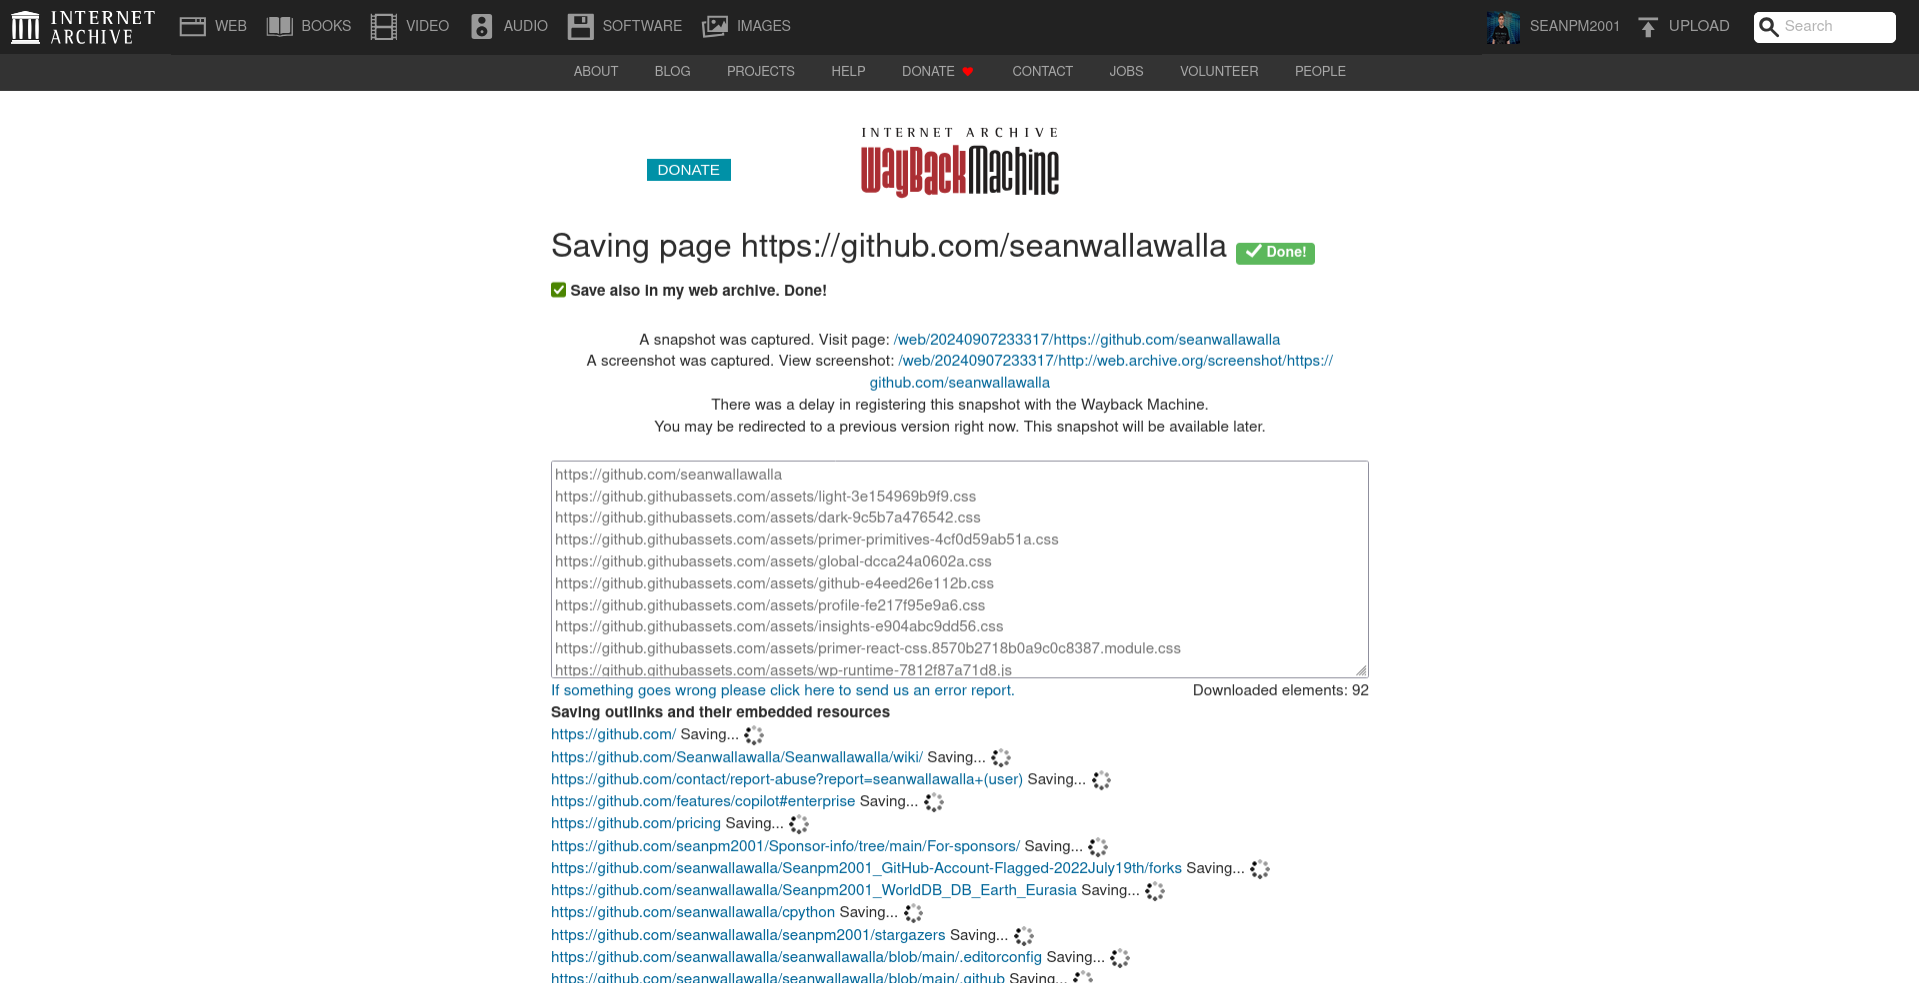 INTERNET ARCHIVE
WEB
BOOKS
VIDEO
AUDIO
SOFTWARE
IMAGES
SEANPM2001
UPLOAD
Search
ABOUT
BLOG
PROJECTS
HELP
DONATE
CONTACT
JOBS
VOLUNTEER
PEOPLE
DONATE
INTERNET ARCHIVE
WayBackMachine
Saving page https://github.com/seanwallawalla Done!
Save also in my web archive. Done!
A snapshot was captured. Visit page: /web/20240907233317/https://github.com/seanwallawalla
A screenshot was captured. View screenshot: /web/20240907233317/http://web.archive.org/screenshot/https://
github.com/seanwallawalla
There was a delay in registering this snapshot with the Wayback Machine.
You may be redirected to a previous version right now. This snapshot will be available later.
https://github.com/seanwallawalla
https://github.githubassets.com/assets/light-3e154969b9f9.css
https://github.githubassets.com/assets/dark-9c5b7a476542.css
https://github.githubassets.com/assets/primer-primitives-4cf0d59ab51a.css
https://github.githubassets.com/assets/global-dcca24a0602a.css
https://github.githubassets.com/assets/github-e4eed26e112b.css
https://github.githubassets.com/assets/profile-fe217f95e9a6.css
https://github.githubassets.com/assets/insights-e904abc9dd56.css
https://github.githubassets.com/assets/primer-react-css.8570b2718b0a9c0c8387.module.css
https://github.githubassets.com/assets/wp-runtime-7812f87a71d8.js
If something goes wrong please click here to send us an error report.
Downloaded elements: 92
Saving outlinks and their embedded resources
https://github.com/ Saving...
https://github.com/Seanwallawalla/Seanwallawalla/wiki/ Saving...
https://github.com/contact/report-abuse?report=seanwallawalla+(user) Saving...
https://github.com/features/copilot#enterprise Saving...
https://github.com/pricing Saving...
https://github.com/seanpm2001/Sponsor-info/tree/main/For-sponsors/ Saving...
https://github.com/seanwallawalla/Seanpm2001_GitHub-Account-Flagged-2022July19th/forks Saving...
https://github.com/seanwallawalla/Seanpm2001_WorldDB_DB_Earth_Eurasia Saving...
https://github.com/seanwallawalla/cpython Saving...
https://github.com/seanwallawalla/seanpm2001/stargazers Saving...
https://github.com/seanwallawalla/seanwallawalla/blob/main/.editorconfig Saving...
https://github.com/seanwallawalla/seanwallawalla/blob/main/.github Saving...